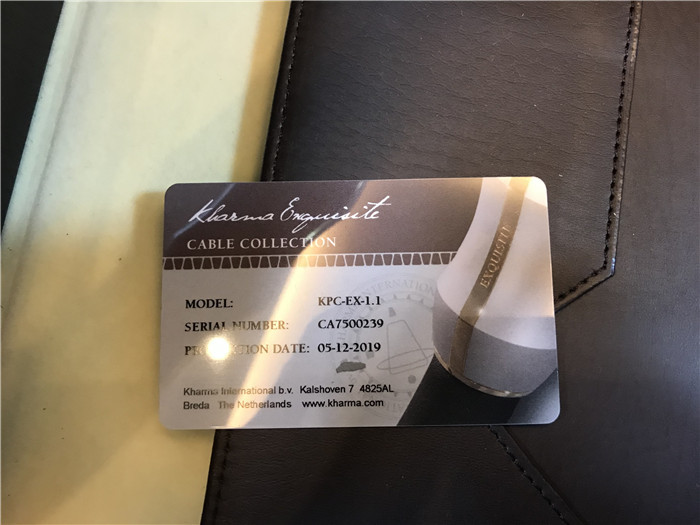 Kharma Exquisite
CABLE COLLECTION
EXQUISITE
MODEL: KPC-EX-1.1
SERIAL NUMBER: CA7500239
DATE: 05-12-2019
Kharma International b.v. Kalshoven 7 4825AL
Breda The Netherlands www.kharma.com